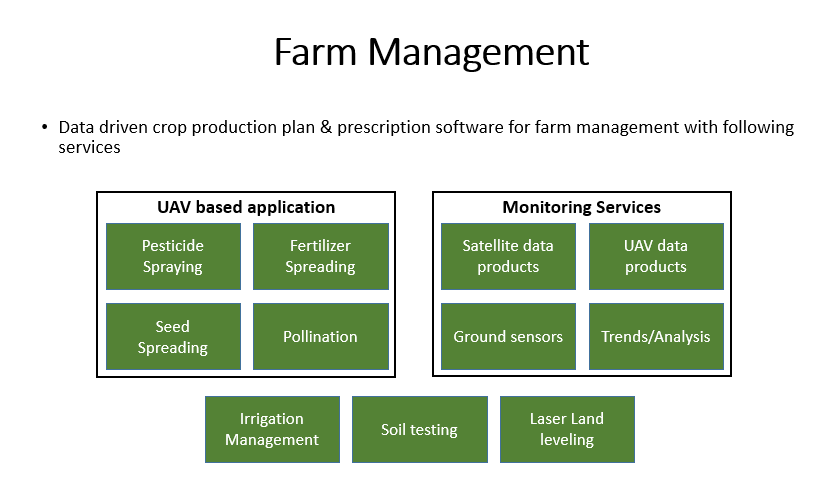 Farm Management
• Data driven crop production plan & prescription software for farm management with following
services
UAV based application
Pesticide
Spraying
Fertilizer
Spreading
Seed
Spreading
Pollination
Monitoring Services
Satellite data
products
UAV data
products
Ground sensors
Trends/Analysis
Irrigation
Management
Soil testing
Laser Land
leveling